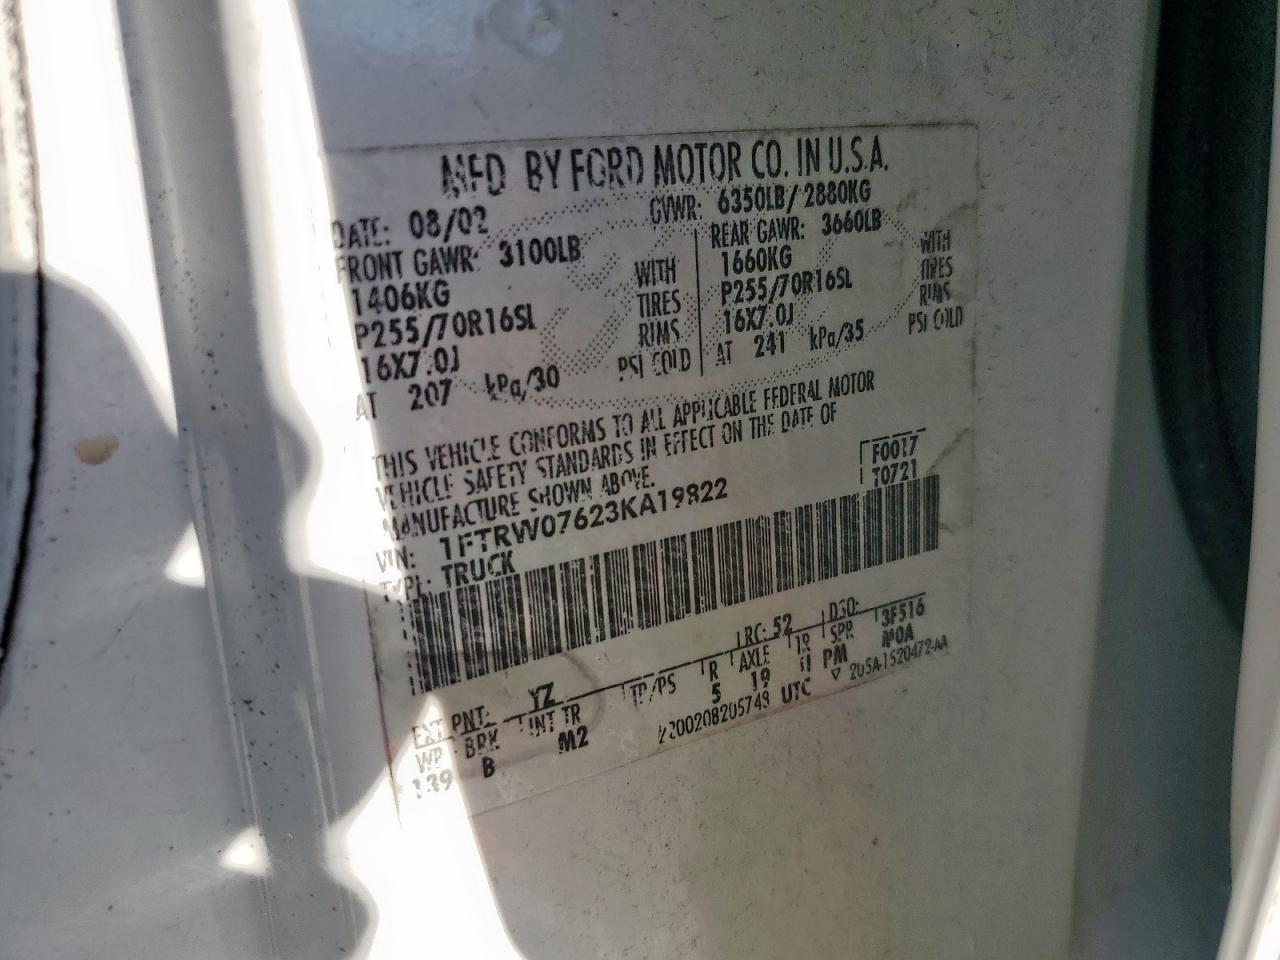 MFD BY FORD MOTOR CO. IN U.S.A.
DATE: 08/02 GVWR: 6350LB/2880KG
FRONT GAWR: 3100LB REAR GAWR: 3660LB
1406KG WITH 1660KG WITH
P255/70R16SL TIRES P255/70R16SL TIRES
16X7.0J RIMS 16X7.0J RIMS
AT 207 kPa/30 PSI COLD AT 241 kPa/35 PSI COLD
THIS VEHICLE CONFORMS TO ALL APPLICABLE FEDERAL MOTOR
VEHICLE SAFETY STANDARDS IN EFFECT ON THE DATE OF
MANUFACTURE SHOWN ABOVE.
F0017
VIN: 1FTRW07623KA19822 T0721
TYPE: TRUCK
EXT PNT: YZ RC: 52 DSO: 3F516
WB BRK INT TR TP/PS R AXLE TR SPR M0A
139 B M2 5 19 PM
UTC ▽ 2U5A-1520472-AA